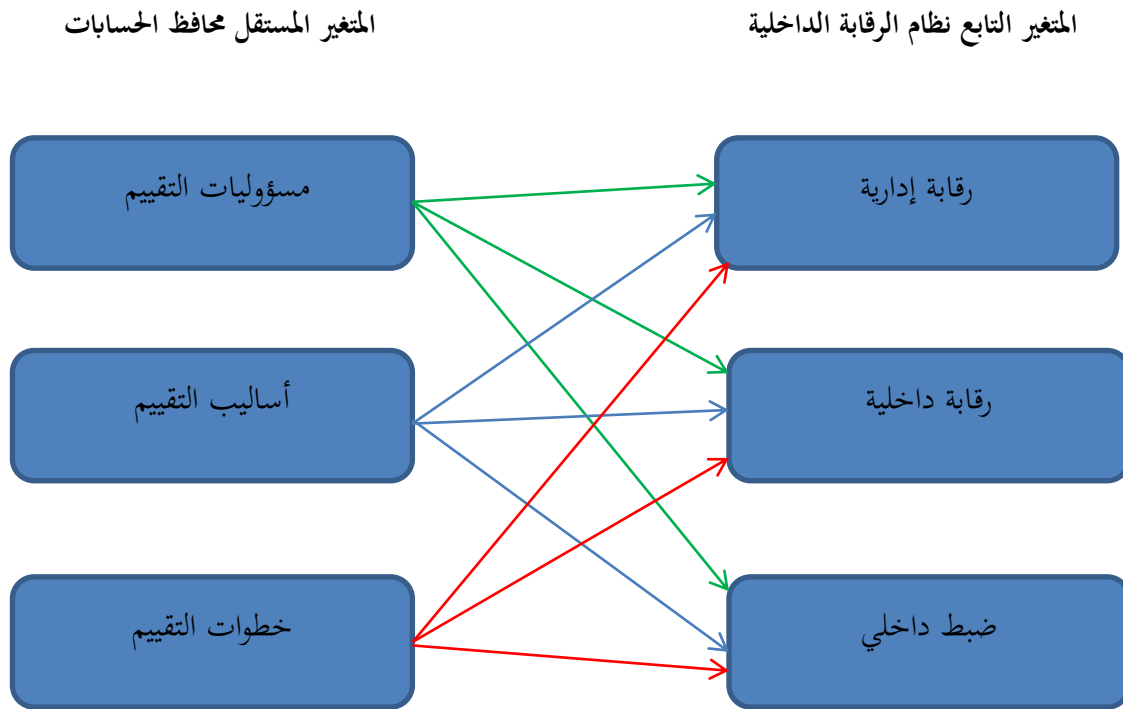 المتغير التابع نظام الرقابة الداخلية
المتغير المستقل محافظ الحسابات
رقابة إدارية
مسؤوليات التقييم
رقابة داخلية
أساليب التقييم
ضبط داخلي
خطوات التقييم